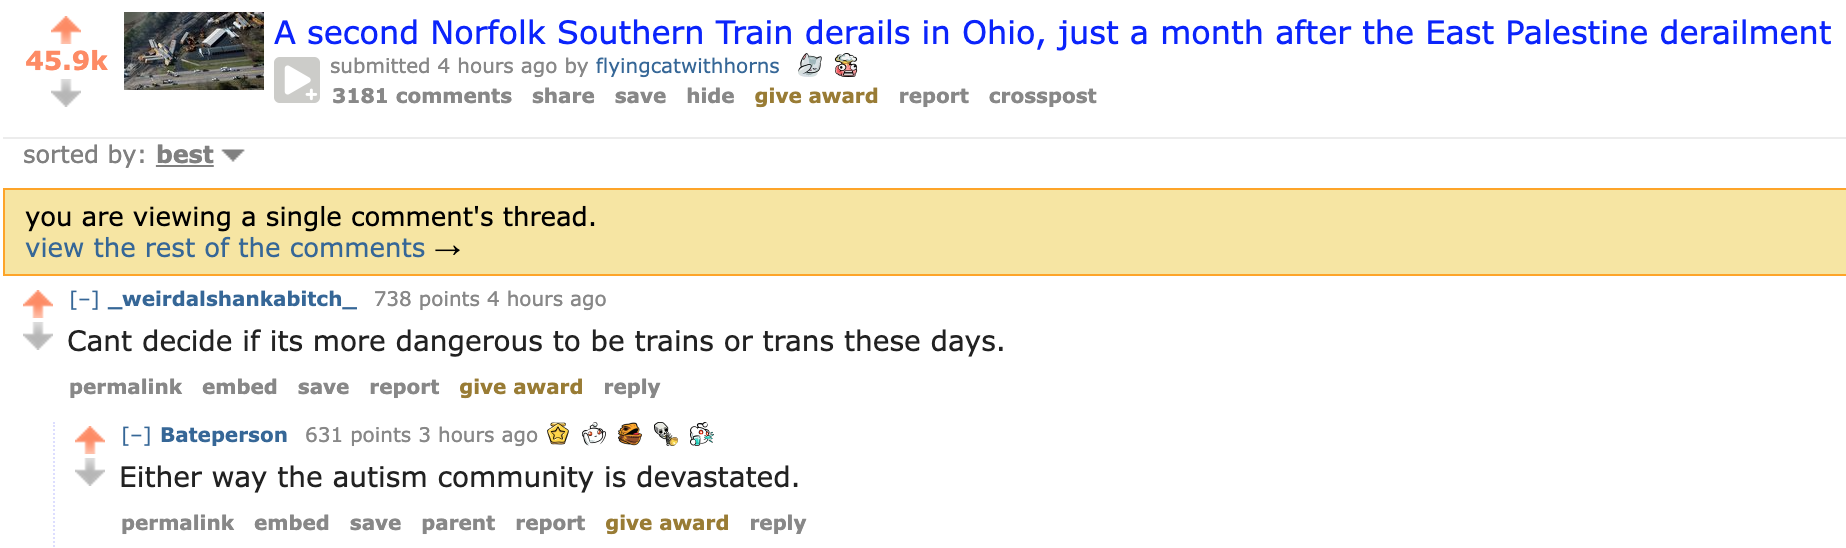 45.9k
A second Norfolk Southern Train derails in Ohio, just a month after the East Palestine derailment
submitted 4 hours ago by flyingcatwithhorns
3181 comments share save hide give award report crosspost
sorted by: best
you are viewing a single comment's thread.
view the rest of the comments →
[–] _weirdalshankabitch_ 738 points 4 hours ago
Cant decide if its more dangerous to be trains or trans these days.
permalink embed save report give award reply
[–] Bateperson 631 points 3 hours ago
Either way the autism community is devastated.
permalink embed save parent report give award reply